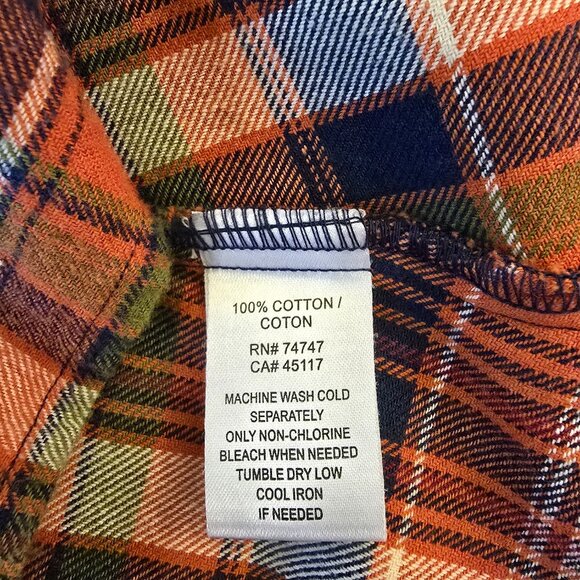 100% COTTON /
COTON
RN# 74747
CA# 45117
MACHINE WASH COLD
SEPARATELY
ONLY NON-CHLORINE
BLEACH WHEN NEEDED
TUMBLE DRY LOW
COOL IRON
IF NEEDED